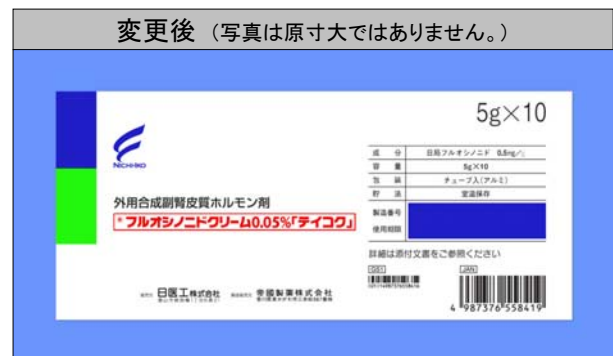 変更後 (写真は原寸大ではありません。)
5g×10
NICHI-IKO
成 分 日局フルオシノニド 0.5mg/g
容 量 5g×10
包 装 チューブ入(アルミ)
貯 法 室温保存
製造番号
使用期限
外用合成副腎皮質ホルモン剤
*フルオシノニドクリーム0.05%「テイコク」
詳細は添付文書をご参照ください
GS1
JAN
日医工株式会社
帝國製薬株式会社
4 987376 558419